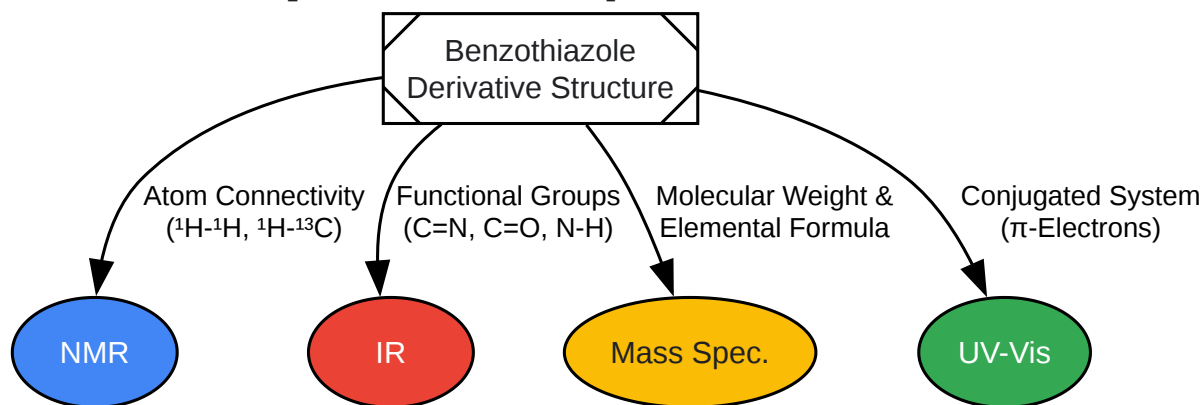 Benzothiazole
Derivative Structure
Atom Connectivity
(¹H-¹H, ¹H-¹³C)
Functional Groups
(C=N, C=O, N-H)
Molecular Weight &
Elemental Formula
Conjugated System
(π-Electrons)
NMR
IR
Mass Spec.
UV-Vis